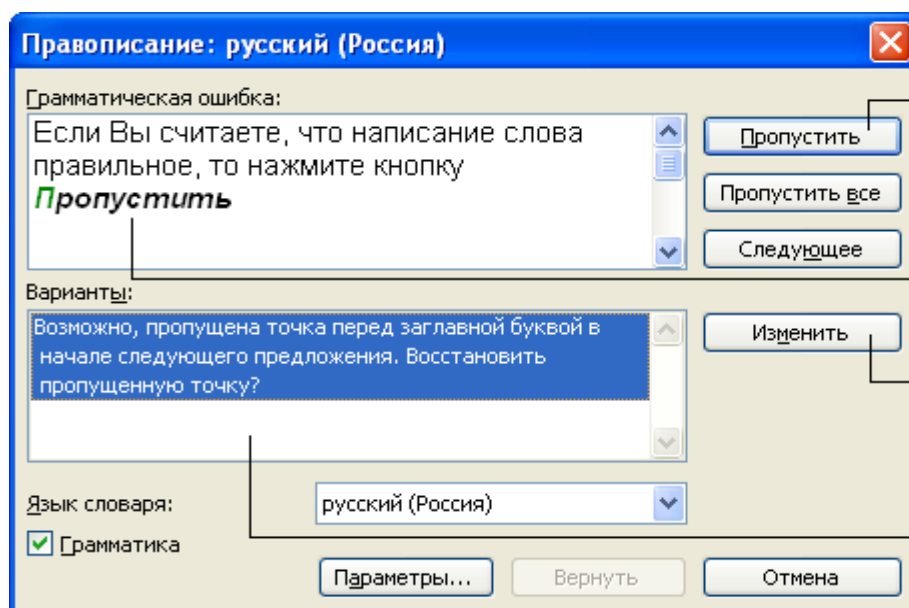 Правописание: русский (Россия)
Грамматическая ошибка:
Если Вы считаете, что написание слова
правильное, то нажмите кнопку
Пропустить
Пропустить
Пропустить все
Следующее
Варианты:
Возможно, пропущена точка перед заглавной буквой в
начале следующего предложения. Восстановить
пропущенную точку?
Изменить
Язык словаря:
русский (Россия)
Грамматика
Параметры...
Вернуть
Отмена